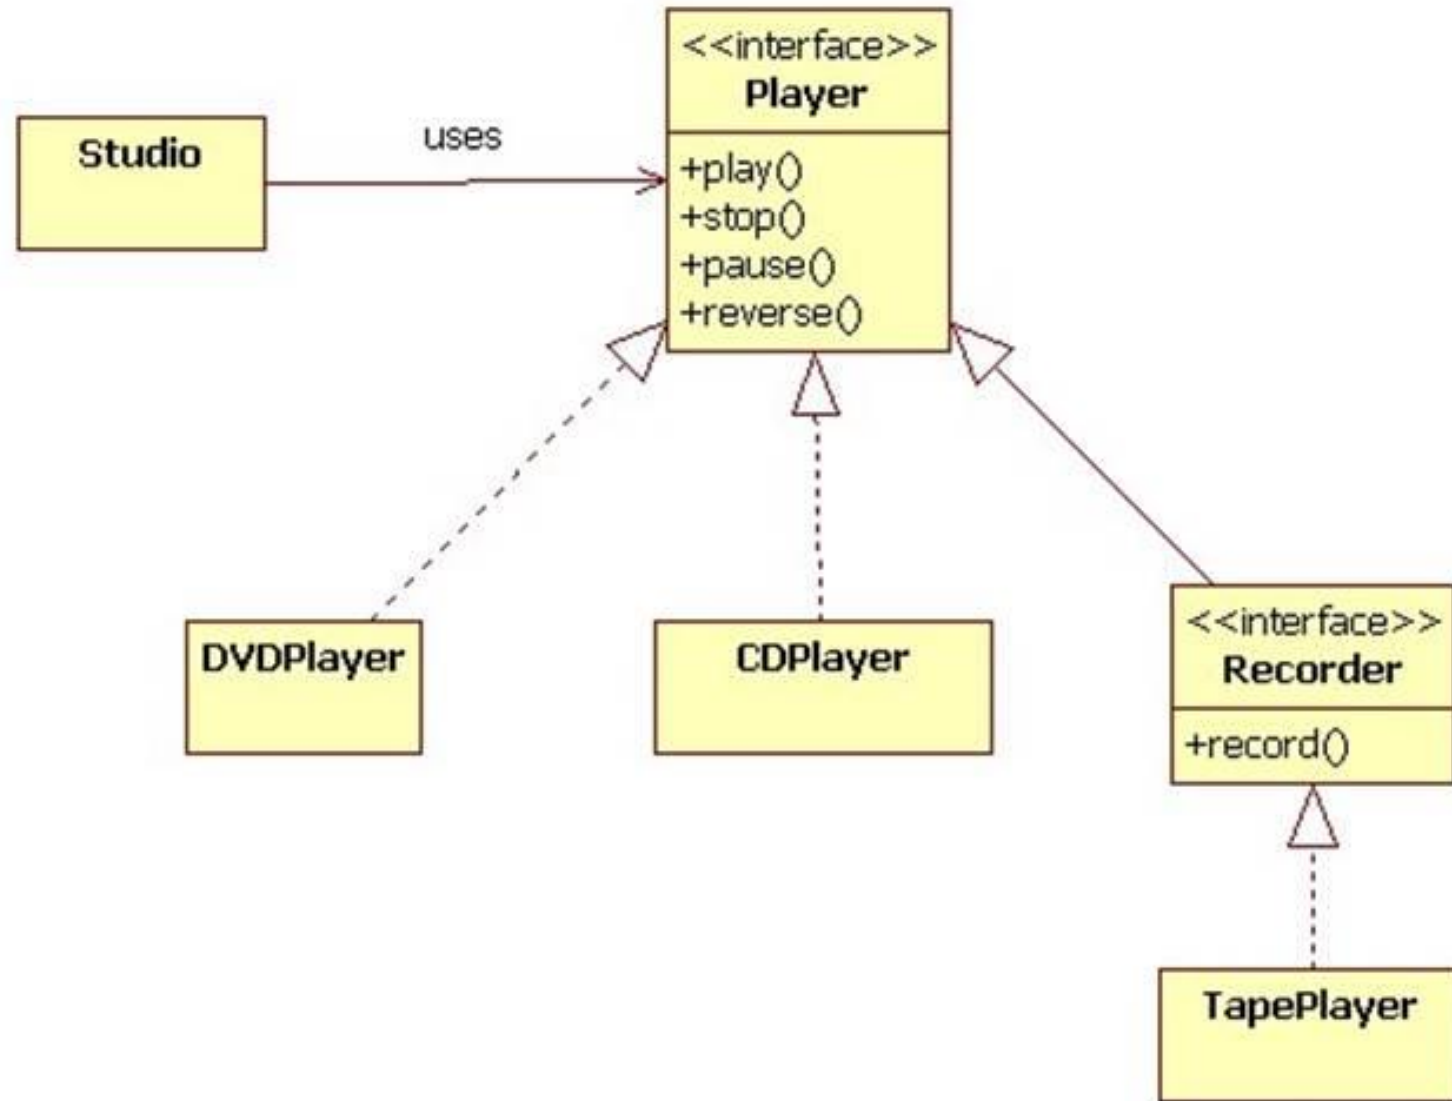 <<interface>>
Player
Studio
uses
+play()
+stop()
+pause()
+reverse()
DVDPlayer
CDPlayer
<<interface>>
Recorder
+record()
TapePlayer